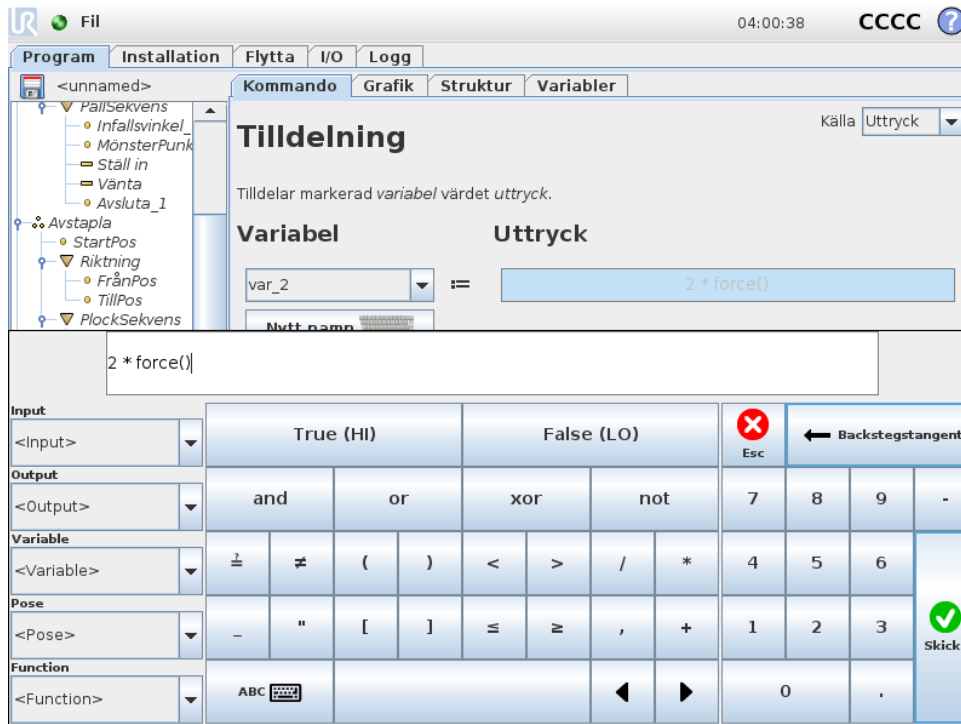 UR Fil 04:00:38 CCCC ?
Program Installation Flytta I/O Logg
<unnamed> Kommando Grafik Struktur Variabler
PallSekvens
Infallsvinkel_
MönsterPunk
Ställ in
Vänta
Avsluta_1
Avstapla
StartPos
Riktning
FrånPos
TillPos
PlockSekvens
Tilldelning
Källa Uttryck
Tilldelar markerad variabel värdet uttryck.
Variabel Uttryck
var_2 := 2 * force()
Nytt namn
2 * force()
Input
<Input>
Output
<Output>
Variable
<Variable>
Pose
<Pose>
Function
<Function>
True (HI) False (LO) Esc Backstegstangent
and or xor not 7 8 9 -
≟ ≠ ( ) < > / * 4 5 6
_ " [ ] ≤ ≥ , + 1 2 3
Skick
ABC 0 .